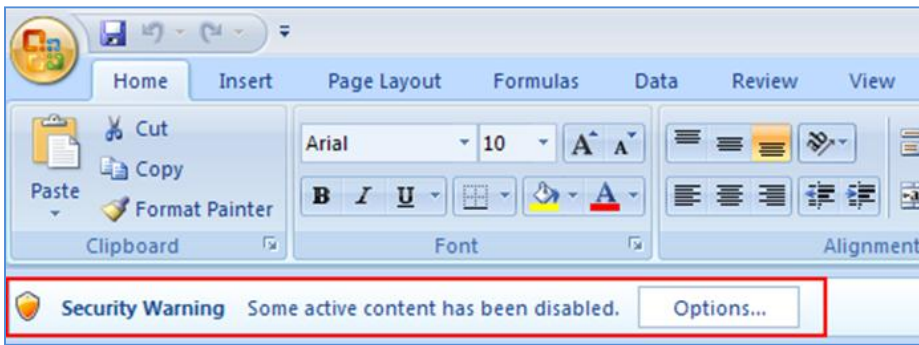 Home Insert Page Layout Formulas Data Review View
Cut
Copy
Paste
Format Painter
Clipboard
Arial 10 A A
B I U A
Font
Alignment
Security Warning Some active content has been disabled. Options...